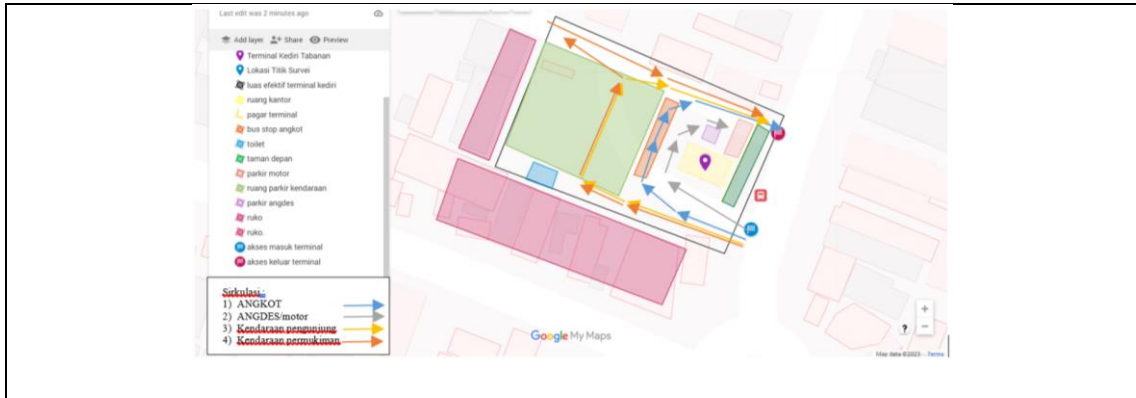 Last edit was 2 minutes ago
Add layer Share Preview
Terminal Kediri Tabanan
Lokasi Titik Survei
luas efektif terminal kediri
ruang kantor
pagar terminal
bus stop angkot
toilet
taman depan
parkir motor
ruang parkir kendaraan
parkir angdes
ruko
ruko.
akses masuk terminal
akses keluar terminal
Sirkulasi :
1) ANGKOT
2) ANGDES/motor
3) Kendaraan pengunjung
4) Kendaraan permukiman
Google My Maps
+
?
−
Map data ©2023 Terms